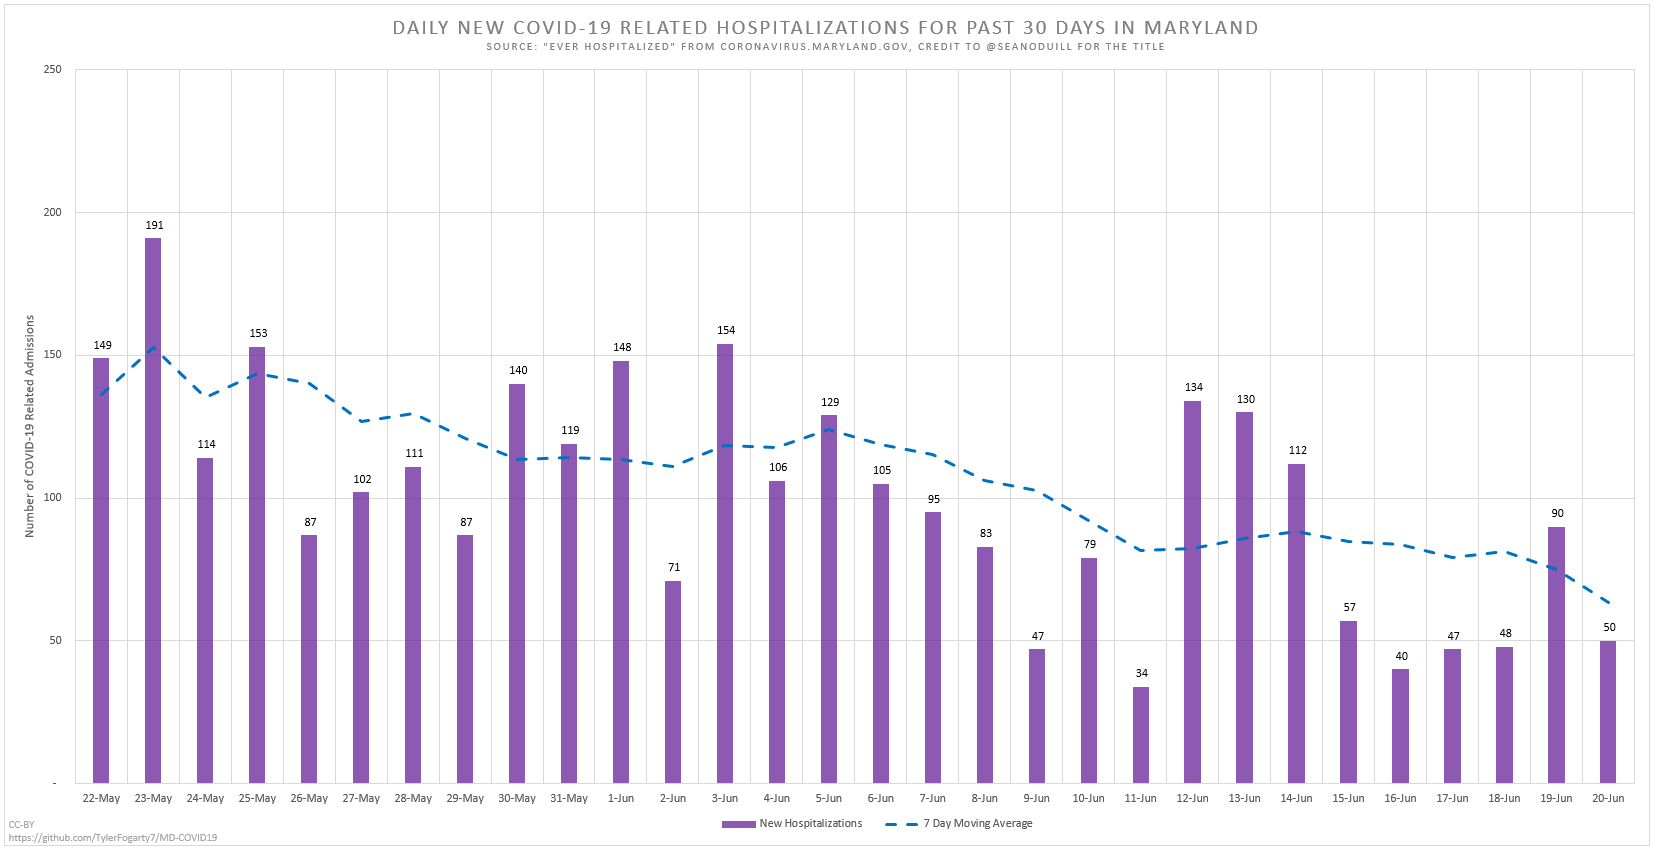 DAILY NEW COVID-19 RELATED HOSPITALIZATIONS FOR PAST 30 DAYS IN MARYLAND
SOURCE: "EVER HOSPITALIZED" FROM CORONAVIRUS.MARYLAND.GOV, CREDIT TO @SEANODUILL FOR THE TITLE
Number of COVID-19 Related Admissions
250
200
150
100
50
-
149
191
114
153
87
102
111
87
140
119
148
71
154
106
129
105
95
83
47
79
34
134
130
112
57
40
47
48
90
50
22-May
23-May
24-May
25-May
26-May
27-May
28-May
29-May
30-May
31-May
1-Jun
2-Jun
3-Jun
4-Jun
5-Jun
6-Jun
7-Jun
8-Jun
9-Jun
10-Jun
11-Jun
12-Jun
13-Jun
14-Jun
15-Jun
16-Jun
17-Jun
18-Jun
19-Jun
20-Jun
New Hospitalizations
7 Day Moving Average
CC-BY
https://github.com/TylerFogarty7/MD-COVID19